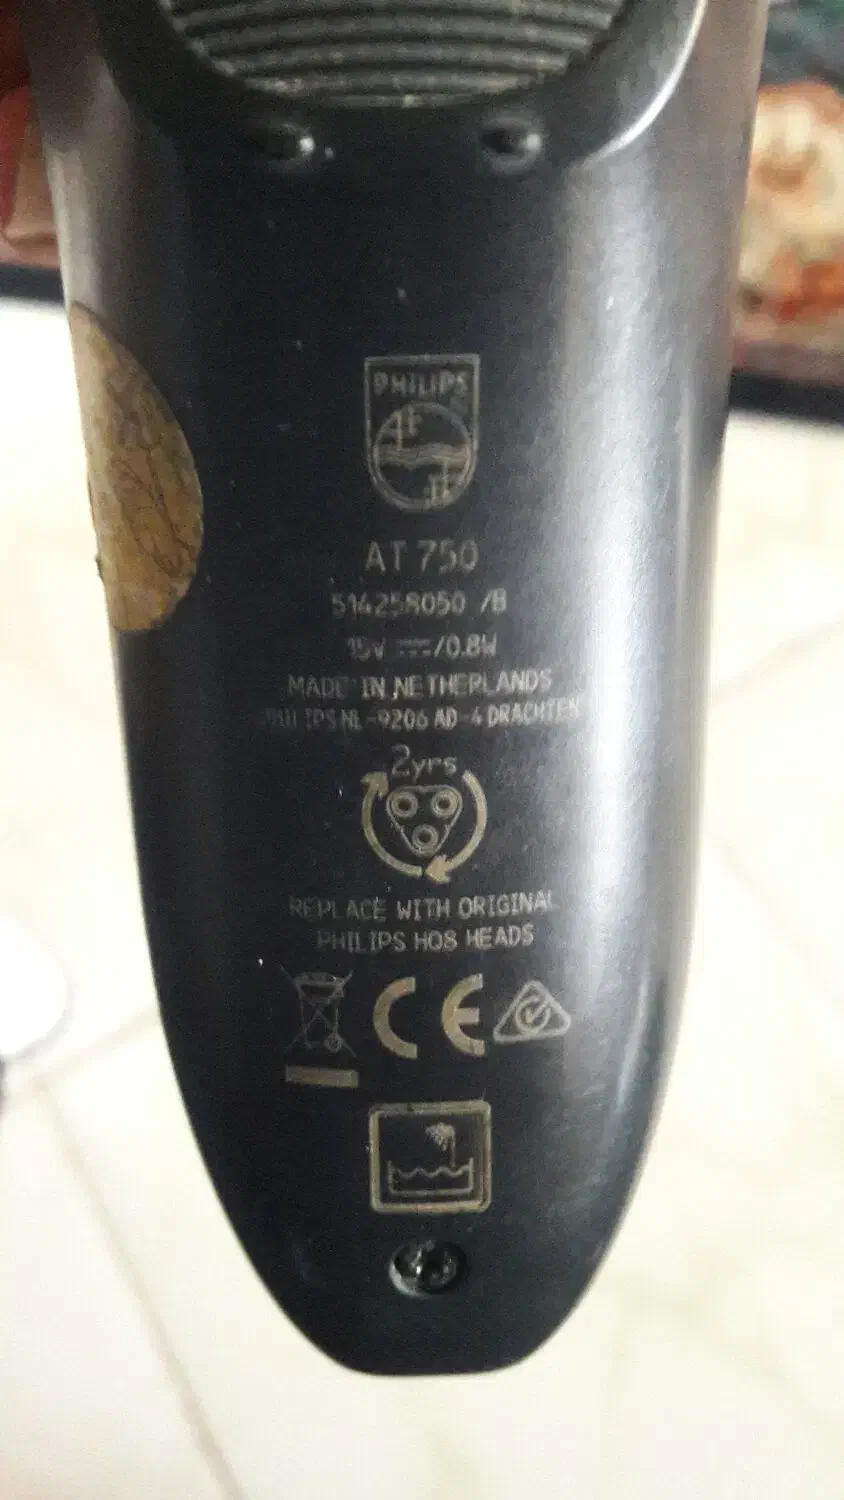 PHILIPS
AT 750
514258050 /B
15V /0.8W
MADE IN NETHERLANDS
PHILIPS NL-9206 AD-4 DRACHTEN
2yrs
REPLACE WITH ORIGINAL
PHILIPS HQ8 HEADS
CE